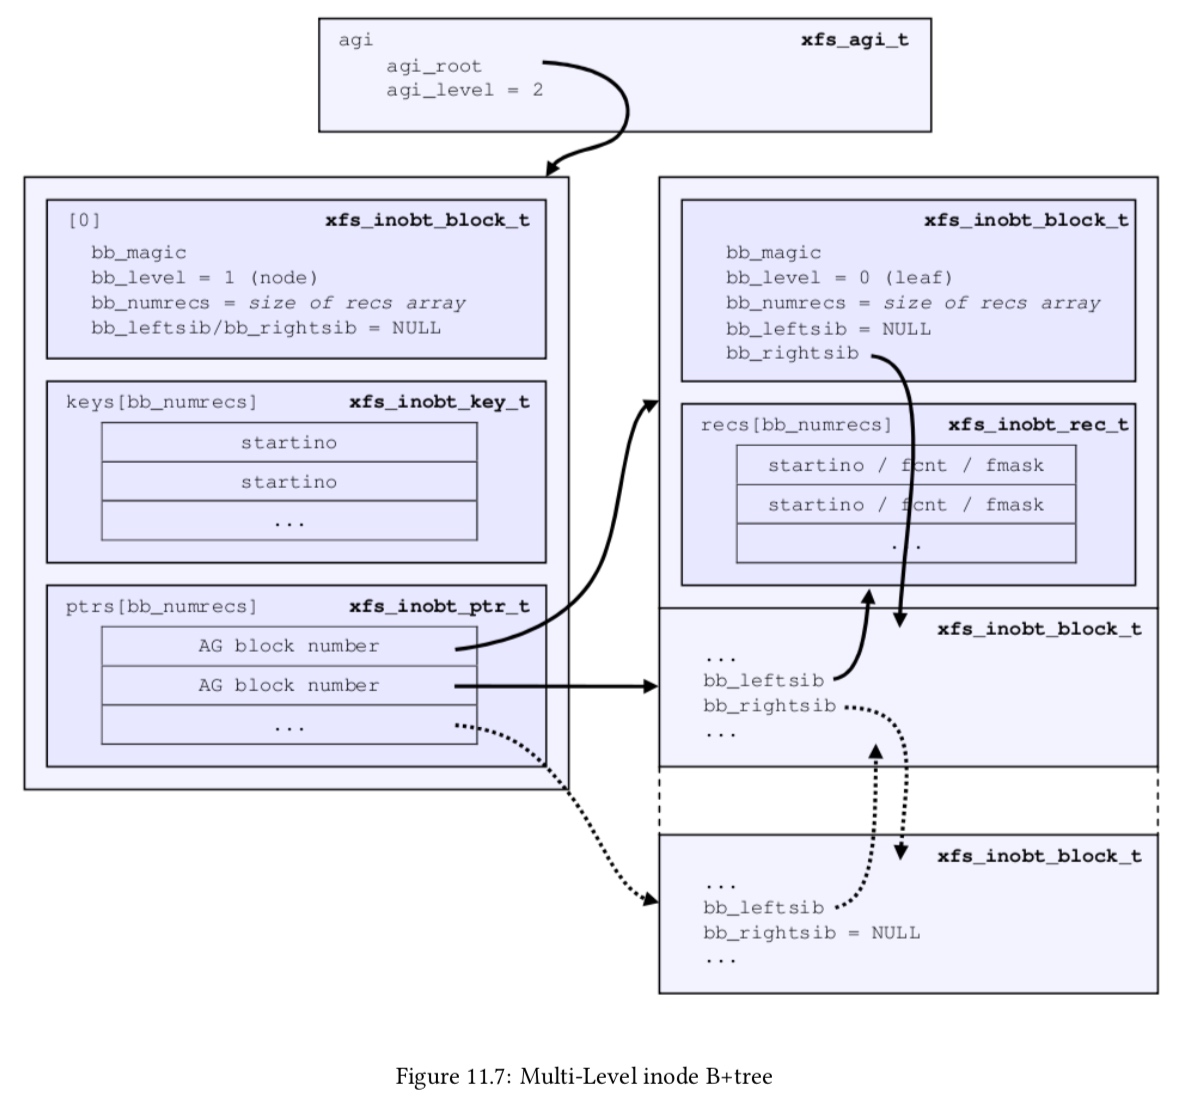 agi xfs_agi_t
agi_root
agi_level = 2
[0] xfs_inobt_block_t
bb_magic
bb_level = 1 (node)
bb_numrecs = size of recs array
bb_leftsib/bb_rightsib = NULL
keys[bb_numrecs] xfs_inobt_key_t
startino
startino
...
ptrs[bb_numrecs] xfs_inobt_ptr_t
AG block number
AG block number
...
xfs_inobt_block_t
bb_magic
bb_level = 0 (leaf)
bb_numrecs = size of recs array
bb_leftsib = NULL
bb_rightsib
recs[bb_numrecs] xfs_inobt_rec_t
startino / fcnt / fmask
startino / fcnt / fmask
...
xfs_inobt_block_t
...
bb_leftsib
bb_rightsib
...
xfs_inobt_block_t
...
bb_leftsib
bb_rightsib = NULL
...
Figure 11.7: Multi-Level inode B+tree